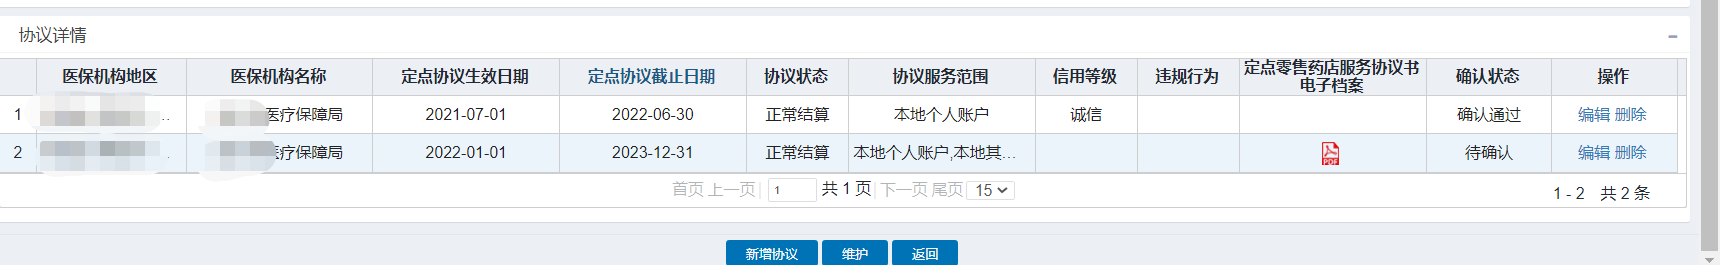 协议详情
医保机构地区 医保机构名称 定点协议生效日期 定点协议截止日期 协议状态 协议服务范围 信用等级 违规行为 定点零售药店服务协议书电子档案 确认状态 操作
1 ... 医疗保障局 2021-07-01 2022-06-30 正常结算 本地个人账户 诚信 确认通过 编辑 删除
2 医疗保障局 2022-01-01 2023-12-31 正常结算 本地个人账户,本地其... PDF 待确认 编辑 删除
首页 上一页 1 共 1 页 下一页 尾页 15 1 - 2 共 2 条
新增协议 维护 返回